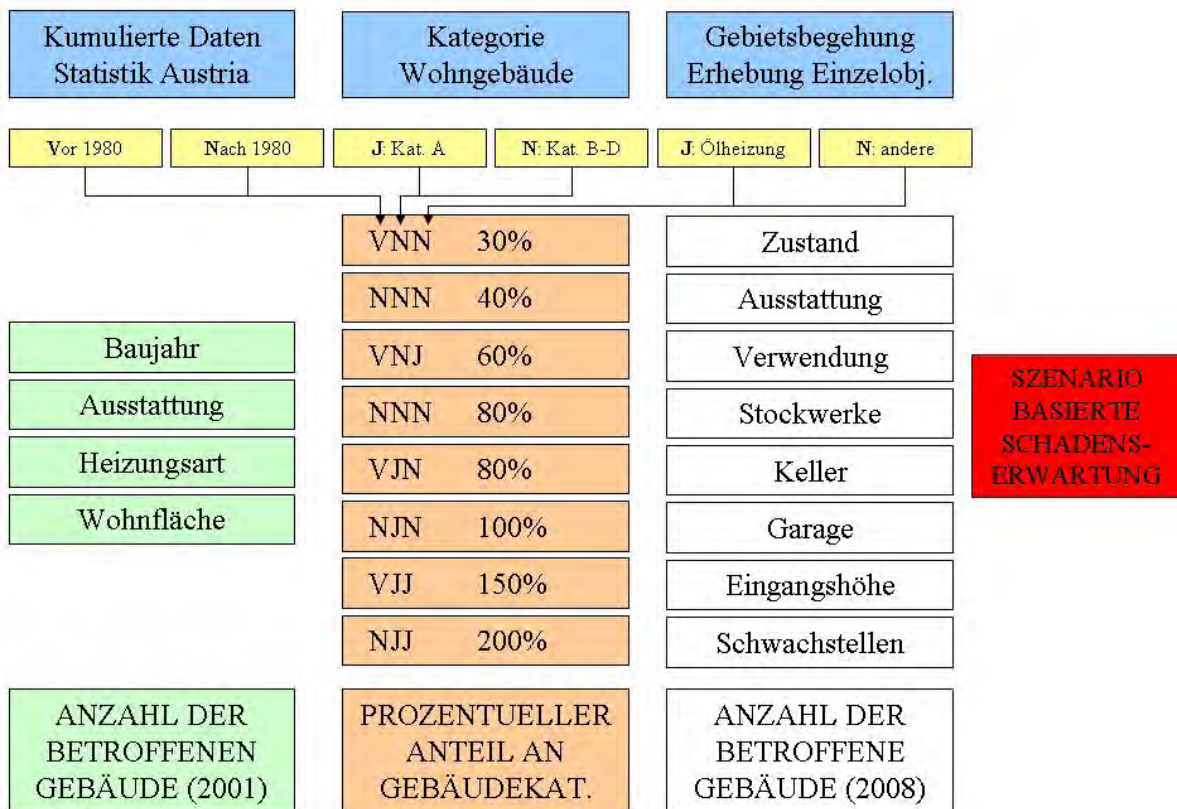 Kumulierte Daten
Statistik Austria
Kategorie
Wohngebäude
Gebietsbegehung
Erhebung Einzelobj.
Vor 1980
Nach 1980
J: Kat. A
N: Kat. B-D
J: Ölheizung
N: andere
VNN 30%
NNN 40%
VNJ 60%
NNN 80%
VJN 80%
NJN 100%
VJJ 150%
NJJ 200%
Baujahr
Ausstattung
Heizungsart
Wohnfläche
Zustand
Ausstattung
Verwendung
Stockwerke
Keller
Garage
Eingangshöhe
Schwachstellen
SZENARIO
BASIERTE
SCHADENS-
ERWARTUNG
ANZAHL DER
BETROFFENEN
GEBÄUDE (2001)
PROZENTUELLER
ANTEIL AN
GEBÄUDEKAT.
ANZAHL DER
BETROFFENE
GEBÄUDE (2008)